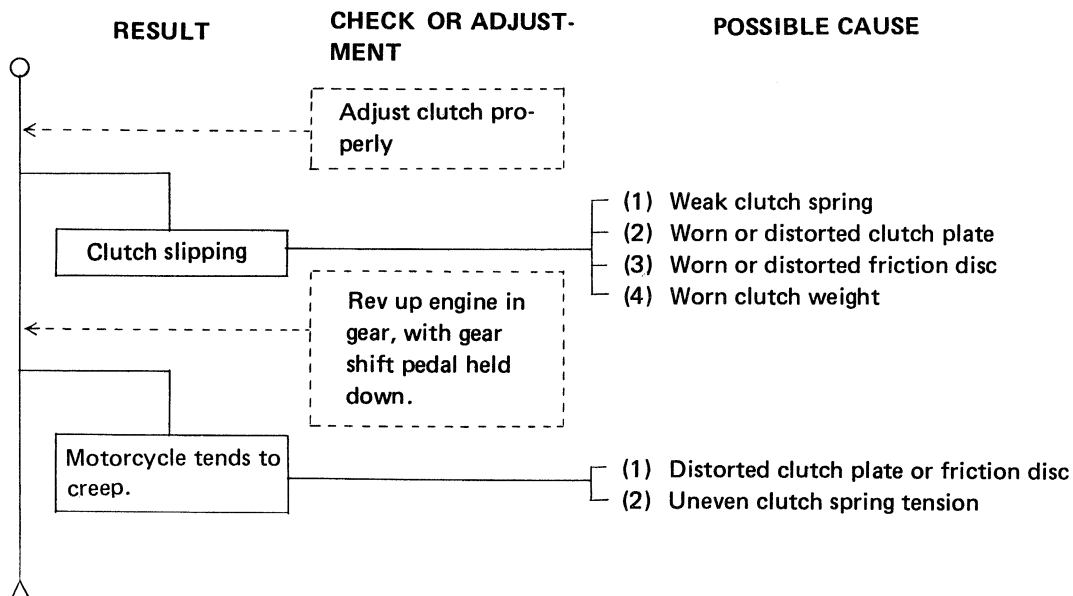 RESULT
CHECK OR ADJUST-
MENT
POSSIBLE CAUSE
Adjust clutch pro-
perly
Clutch slipping
(1) Weak clutch spring
(2) Worn or distorted clutch plate
(3) Worn or distorted friction disc
(4) Worn clutch weight
Rev up engine in
gear, with gear
shift pedal held
down.
Motorcycle tends to
creep.
(1) Distorted clutch plate or friction disc
(2) Uneven clutch spring tension